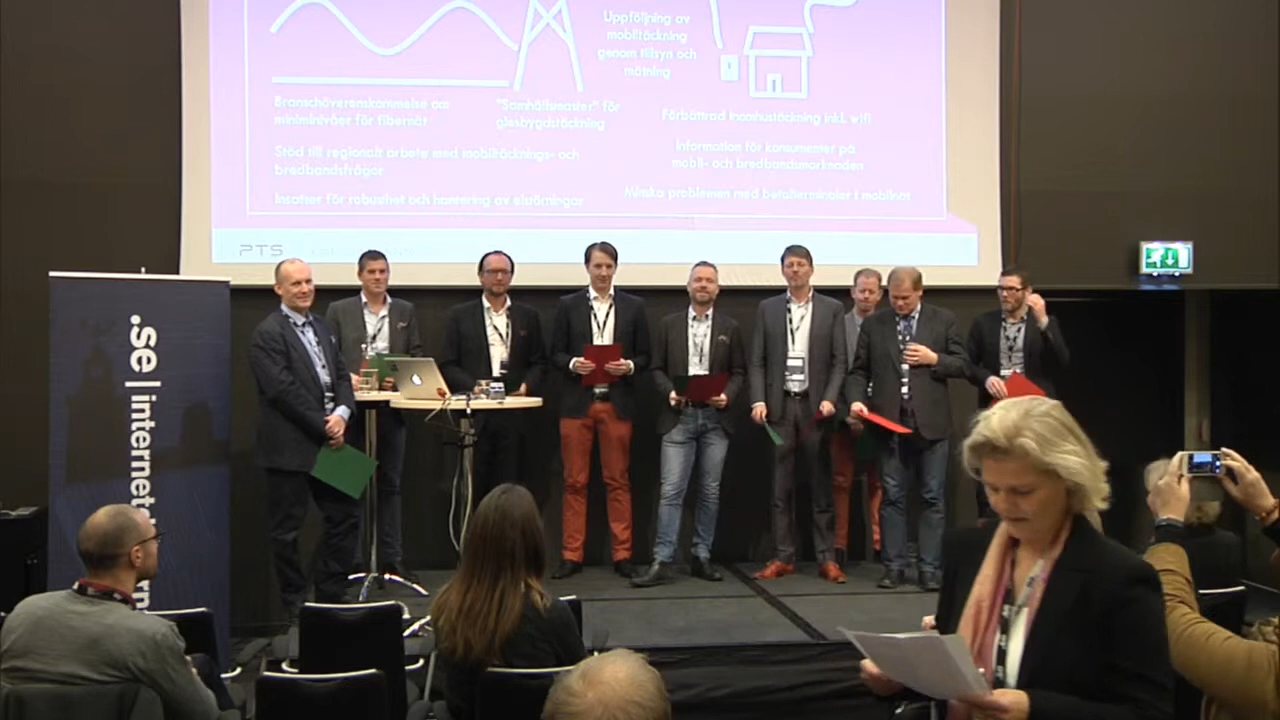 Uppföljning av
mobiltäckning
genom tillsyn och
mätning
Branschöverenskommelse om
miniminivåer för fibernät
"Samhällsmaster" för
glesbygdstäckning
Förbättrad inomhustäckning inkl. wifi
Stöd till regionalt arbete med mobiltäcknings- och
bredbandsfrågor
Information för konsumenter på
mobil- och bredbandsmarknaden
Insatser för robusthet och hantering av elstörningar
Minska problemen med betalterminaler i mobilnät
PTS
.se | internet